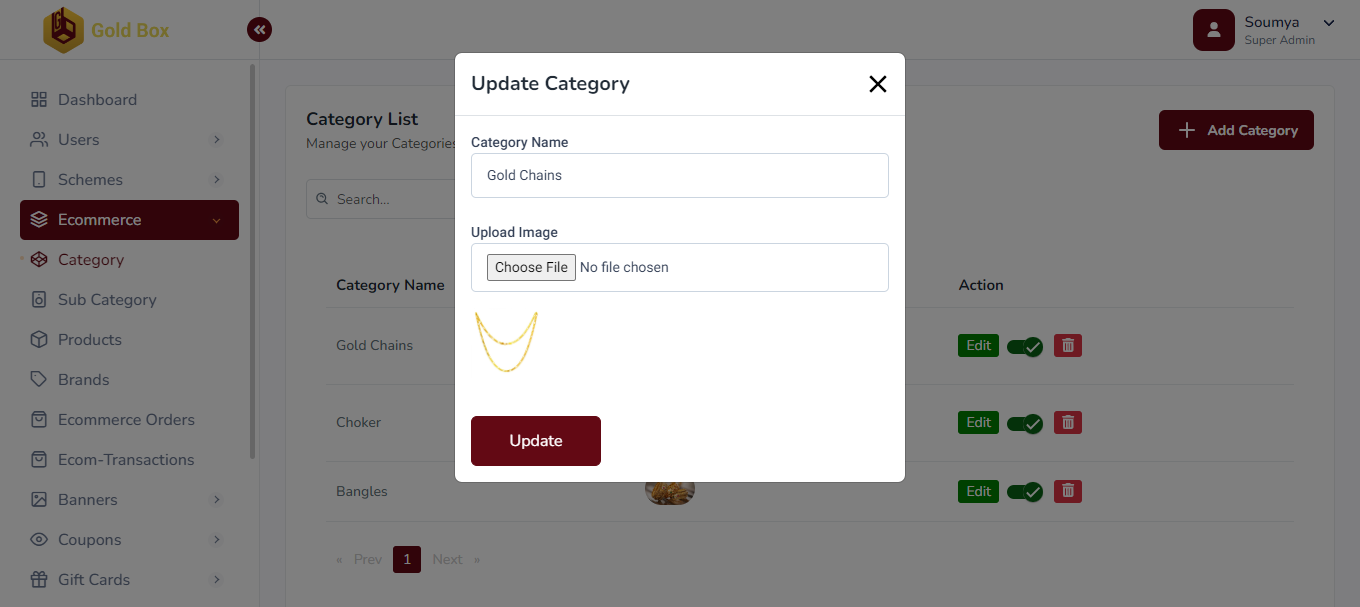 Gold Box
Soumya
Super Admin
Dashboard
Users
Schemes
Ecommerce
Category
Sub Category
Products
Brands
Ecommerce Orders
Ecom-Transactions
Banners
Coupons
Gift Cards
Category List
Manage your Categories
Add Category
Search...
Category Name
Action
Gold Chains
Edit
Choker
Edit
Bangles
Edit
« Prev 1 Next »
Update Category
Category Name
Gold Chains
Upload Image
Choose File No file chosen
Update